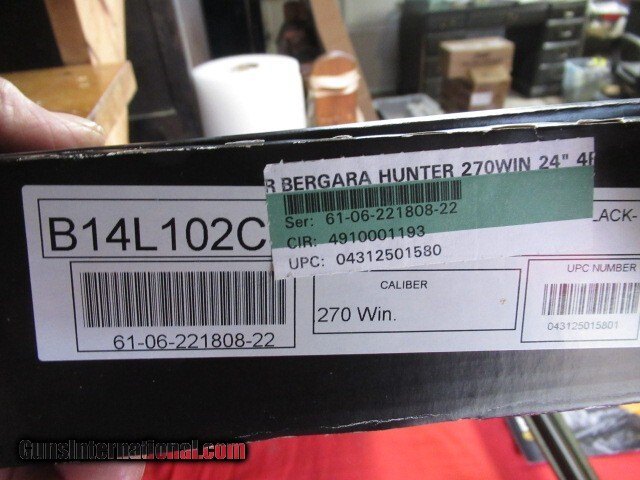 R BERGARA HUNTER 270WIN 24" 4R
Ser: 61-06-221808-22
CIR: 4910001193
UPC: 04312501580
B14L102C
LACK-
61-06-221808-22
CALIBER
270 Win.
UPC NUMBER
043125015801
GunsInternational.com